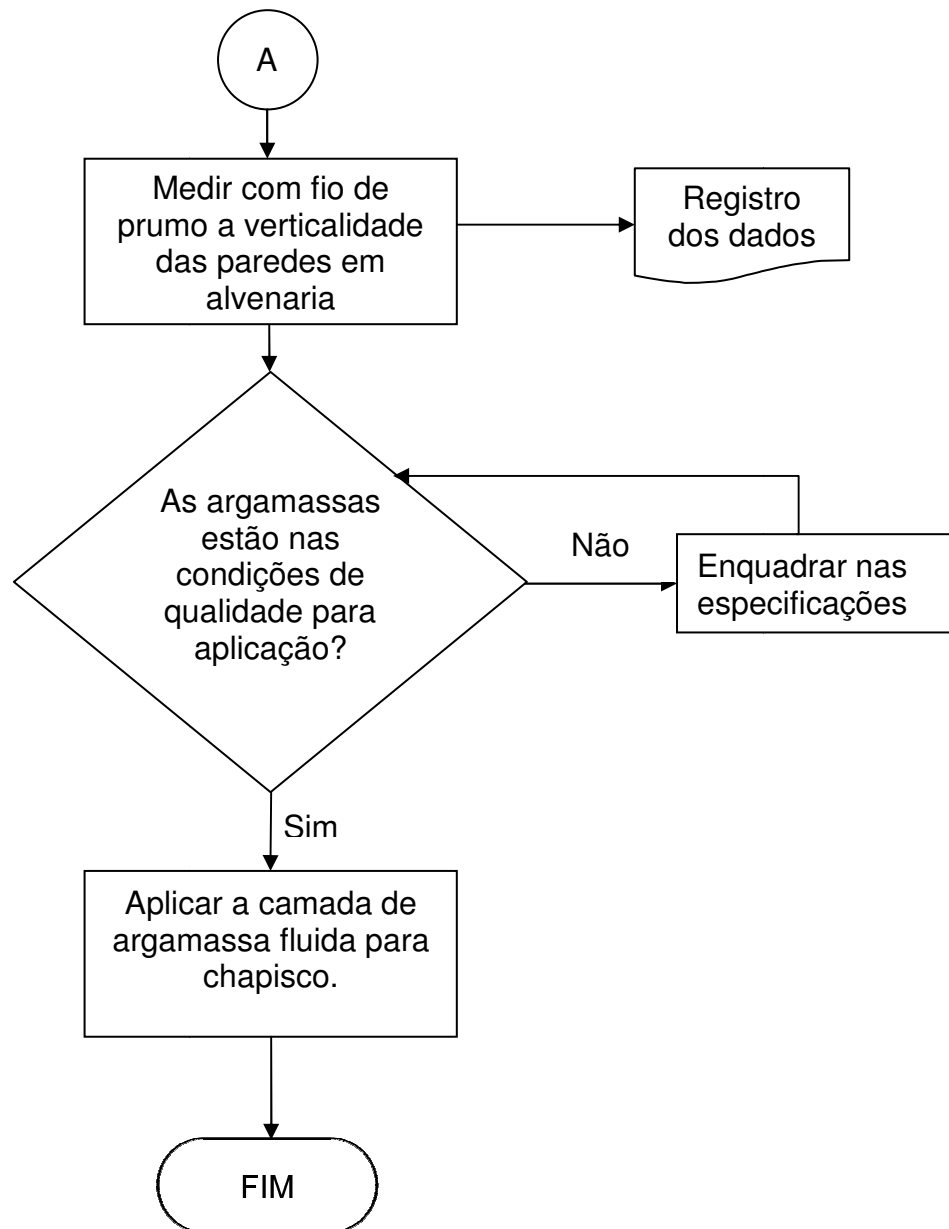 A
Medir com fio de
prumo a verticalidade
das paredes em
alvenaria
Registro
dos dados
As argamassas
estão nas
condições de
qualidade para
aplicação?
Não
Enquadrar nas
especificações
Sim
Aplicar a camada de
argamassa fluida para
chapisco.
FIM